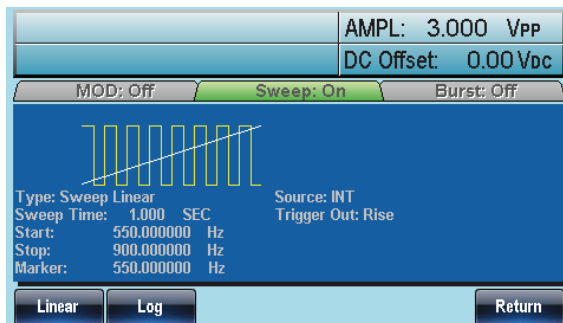 AMPL: 3.000 VPP
DC Offset: 0.00 VDC
MOD: Off Sweep: On Burst: Off
Type: Sweep Linear Source: INT
Sweep Time: 1.000 SEC Trigger Out: Rise
Start: 550.000000 Hz
Stop: 900.000000 Hz
Marker: 550.000000 Hz
Linear Log Return